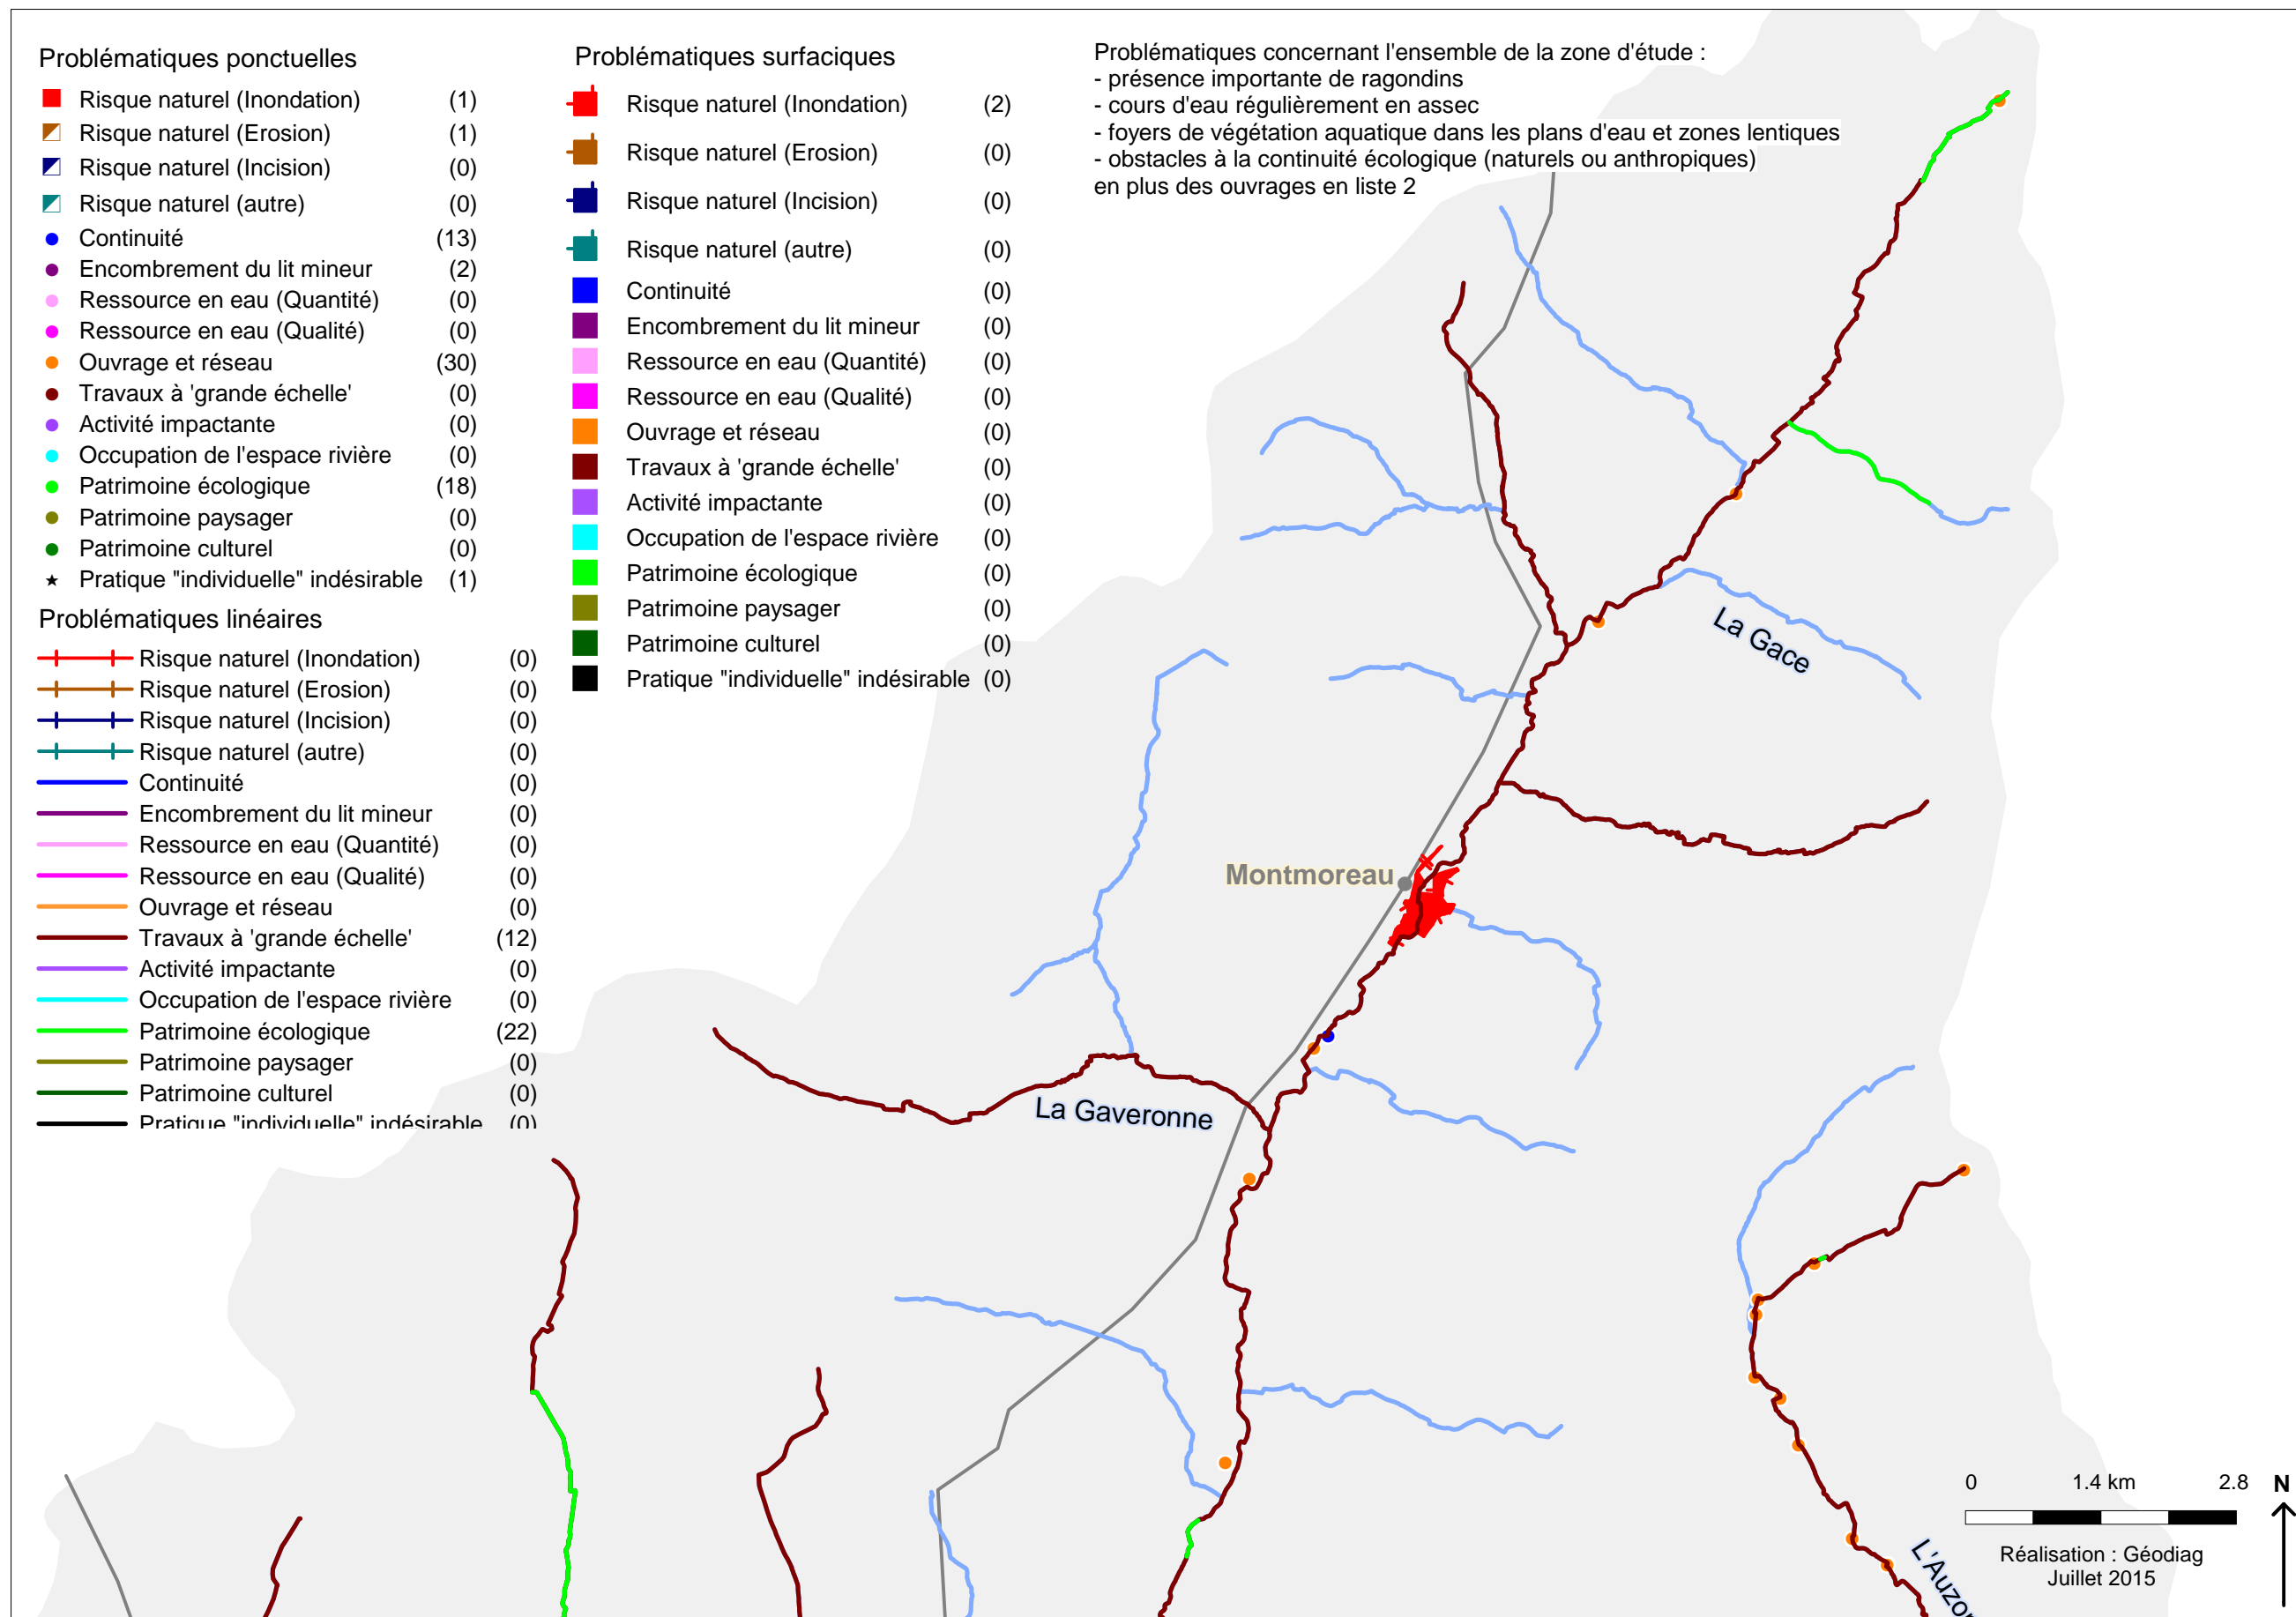 Problématiques ponctuelles
Risque naturel (Inondation) (1)
Risque naturel (Erosion) (1)
Risque naturel (Incision) (0)
Risque naturel (autre) (0)
Continuité (13)
Encombrement du lit mineur (2)
Ressource en eau (Quantité) (0)
Ressource en eau (Qualité) (0)
Ouvrage et réseau (30)
Travaux à 'grande échelle' (0)
Activité impactante (0)
Occupation de l'espace rivière (0)
Patrimoine écologique (18)
Patrimoine paysager (0)
Patrimoine culturel (0)
Pratique "individuelle" indésirable (1)
Problématiques linéaires
Risque naturel (Inondation) (0)
Risque naturel (Erosion) (0)
Risque naturel (Incision) (0)
Risque naturel (autre) (0)
Continuité (0)
Encombrement du lit mineur (0)
Ressource en eau (Quantité) (0)
Ressource en eau (Qualité) (0)
Ouvrage et réseau (0)
Travaux à 'grande échelle' (12)
Activité impactante (0)
Occupation de l'espace rivière (0)
Patrimoine écologique (22)
Patrimoine paysager (0)
Patrimoine culturel (0)
Pratique "individuelle" indésirable (0)
Problématiques surfaciques
Risque naturel (Inondation) (2)
Risque naturel (Erosion) (0)
Risque naturel (Incision) (0)
Risque naturel (autre) (0)
Continuité (0)
Encombrement du lit mineur (0)
Ressource en eau (Quantité) (0)
Ressource en eau (Qualité) (0)
Ouvrage et réseau (0)
Travaux à 'grande échelle' (0)
Activité impactante (0)
Occupation de l'espace rivière (0)
Patrimoine écologique (0)
Patrimoine paysager (0)
Patrimoine culturel (0)
Pratique "individuelle" indésirable (0)
Problématiques concernant l'ensemble de la zone d'étude :
- présence importante de ragondins
- cours d'eau régulièrement en assec
- foyers de végétation aquatique dans les plans d'eau et zones lentiques
- obstacles à la continuité écologique (naturels ou anthropiques)
en plus des ouvrages en liste 2
La Gace
Montmoreau
La Gaveronne
L'Auzon
0 1.4 km 2.8
N
Réalisation : Géodiag
Juillet 2015